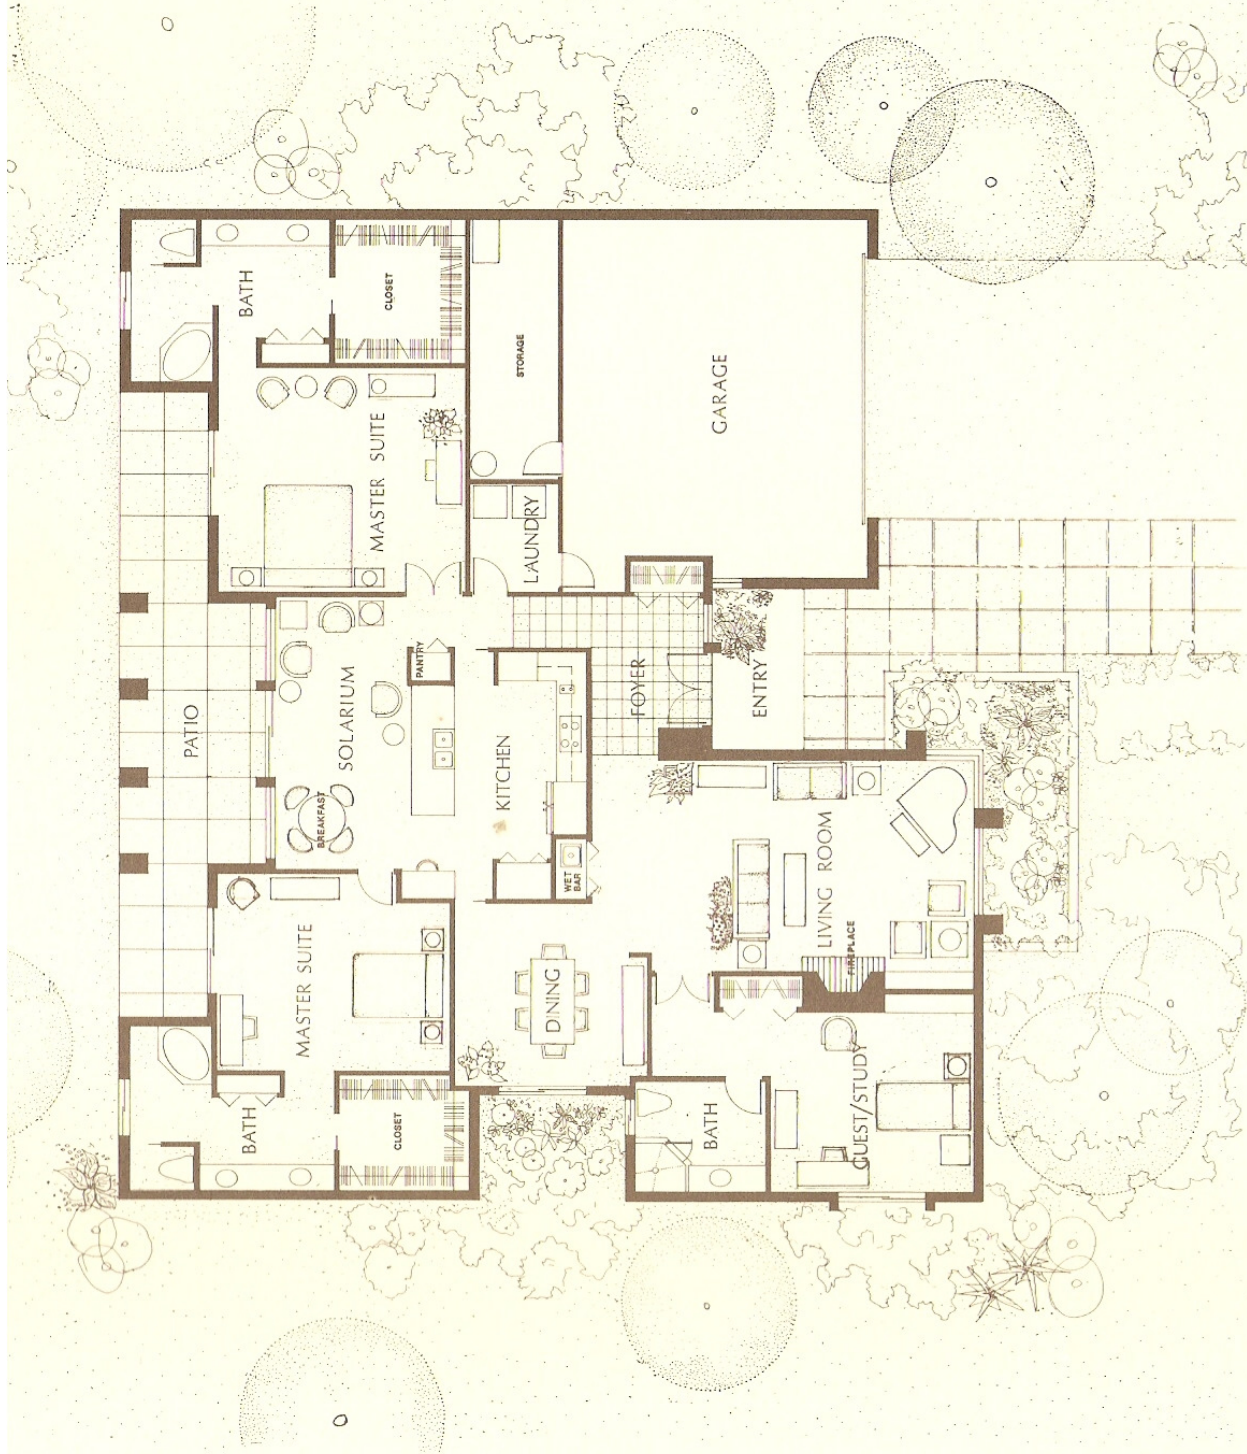 BATH
CLOSET
STORAGE
GARAGE
MASTER SUITE
LAUNDRY
PATIO
SOLARIUM
PANTRY
BREAKFAST
KITCHEN
FOYER
ENTRY
WET
BAR
LIVING ROOM
FIREPLACE
DINING
MASTER SUITE
BATH
CLOSET
BATH
GUEST/STUDY